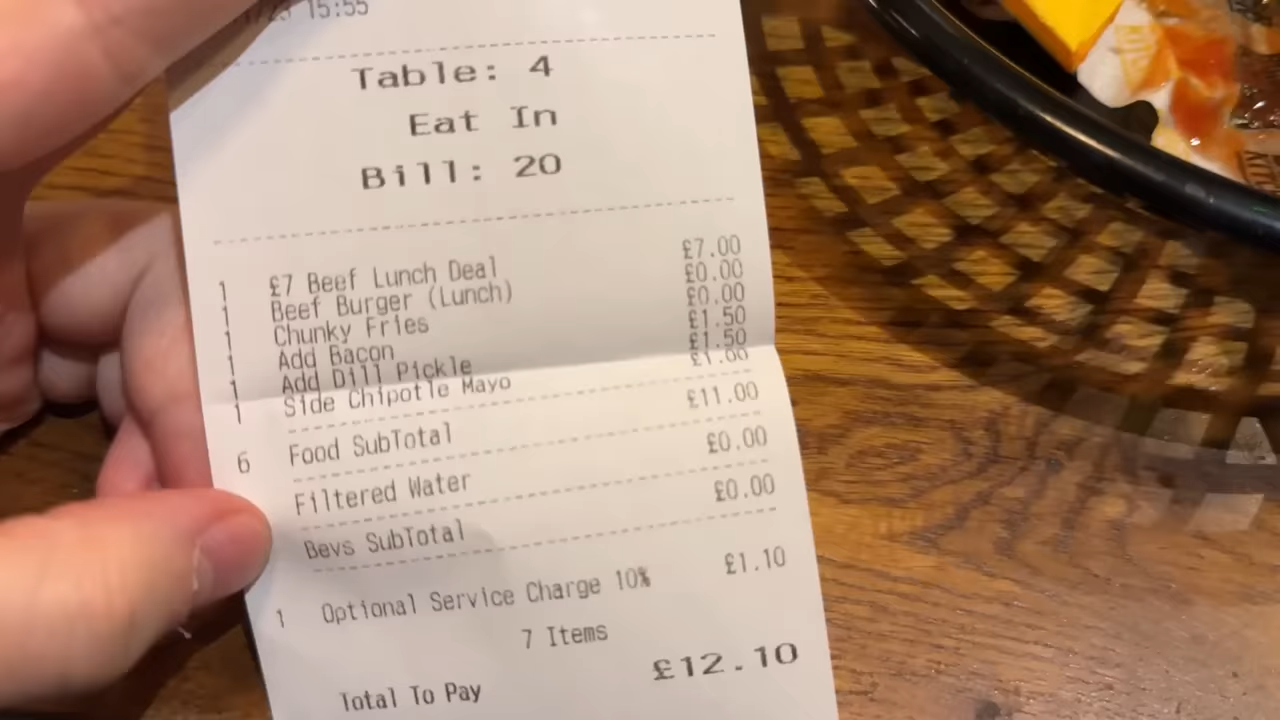 15:55
Table: 4
Eat In
Bill: 20
1 £7 Beef Lunch Deal £7.00
1 Beef Burger (Lunch) £0.00
1 Chunky Fries £0.00
1 Add Bacon £1.50
1 Add Dill Pickle £1.50
1 Side Chipotle Mayo £1.00
6 Food SubTotal £11.00
Filtered Water £0.00
Bevs SubTotal £0.00
1 Optional Service Charge 10% £1.10
7 Items
Total To Pay £12.10